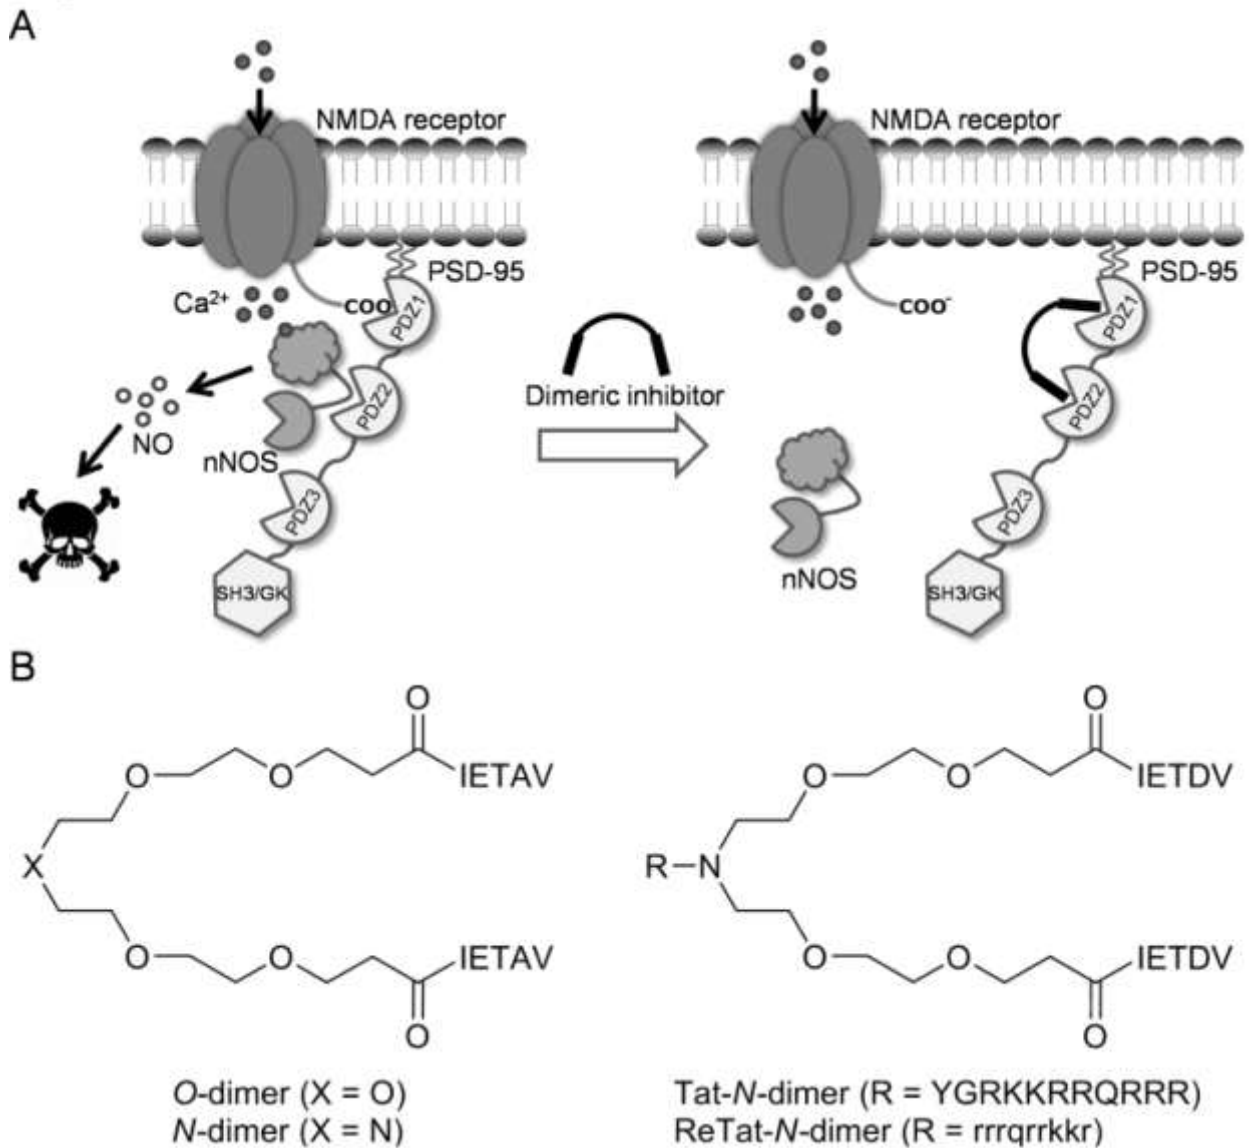 A
NMDA receptor
NMDA receptor
PSD-95
PSD-95
Ca²⁺
COO
COO⁻
PDZ1
PDZ1
Dimeric inhibitor
PDZ2
PDZ2
NO
nNOS
PDZ3
PDZ3
nNOS
SH3/GK
SH3/GK
B
O
O
O
O
IETAV
O
O
IETDV
X
R–N
O
O
IETAV
O
O
IETDV
O
O
O-dimer (X = O)
N-dimer (X = N)
Tat-N-dimer (R = YGRKKRRQRRR)
ReTat-N-dimer (R = rrrqrrkkr)